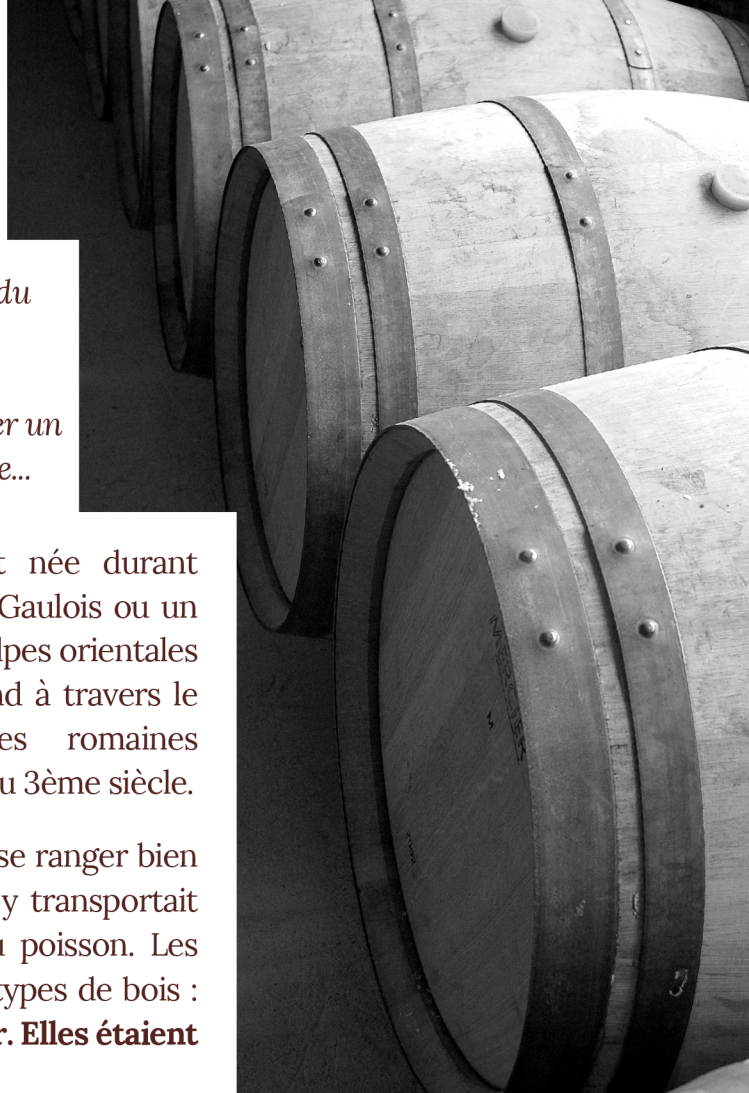 du
er un
e...
t née durant
Gaulois ou un
lpes orientales
nd à travers le
es romaines
u 3ème siècle.
se ranger bien
y transportait
u poisson. Les
types de bois :
r. Elles étaient
MERCIER
M